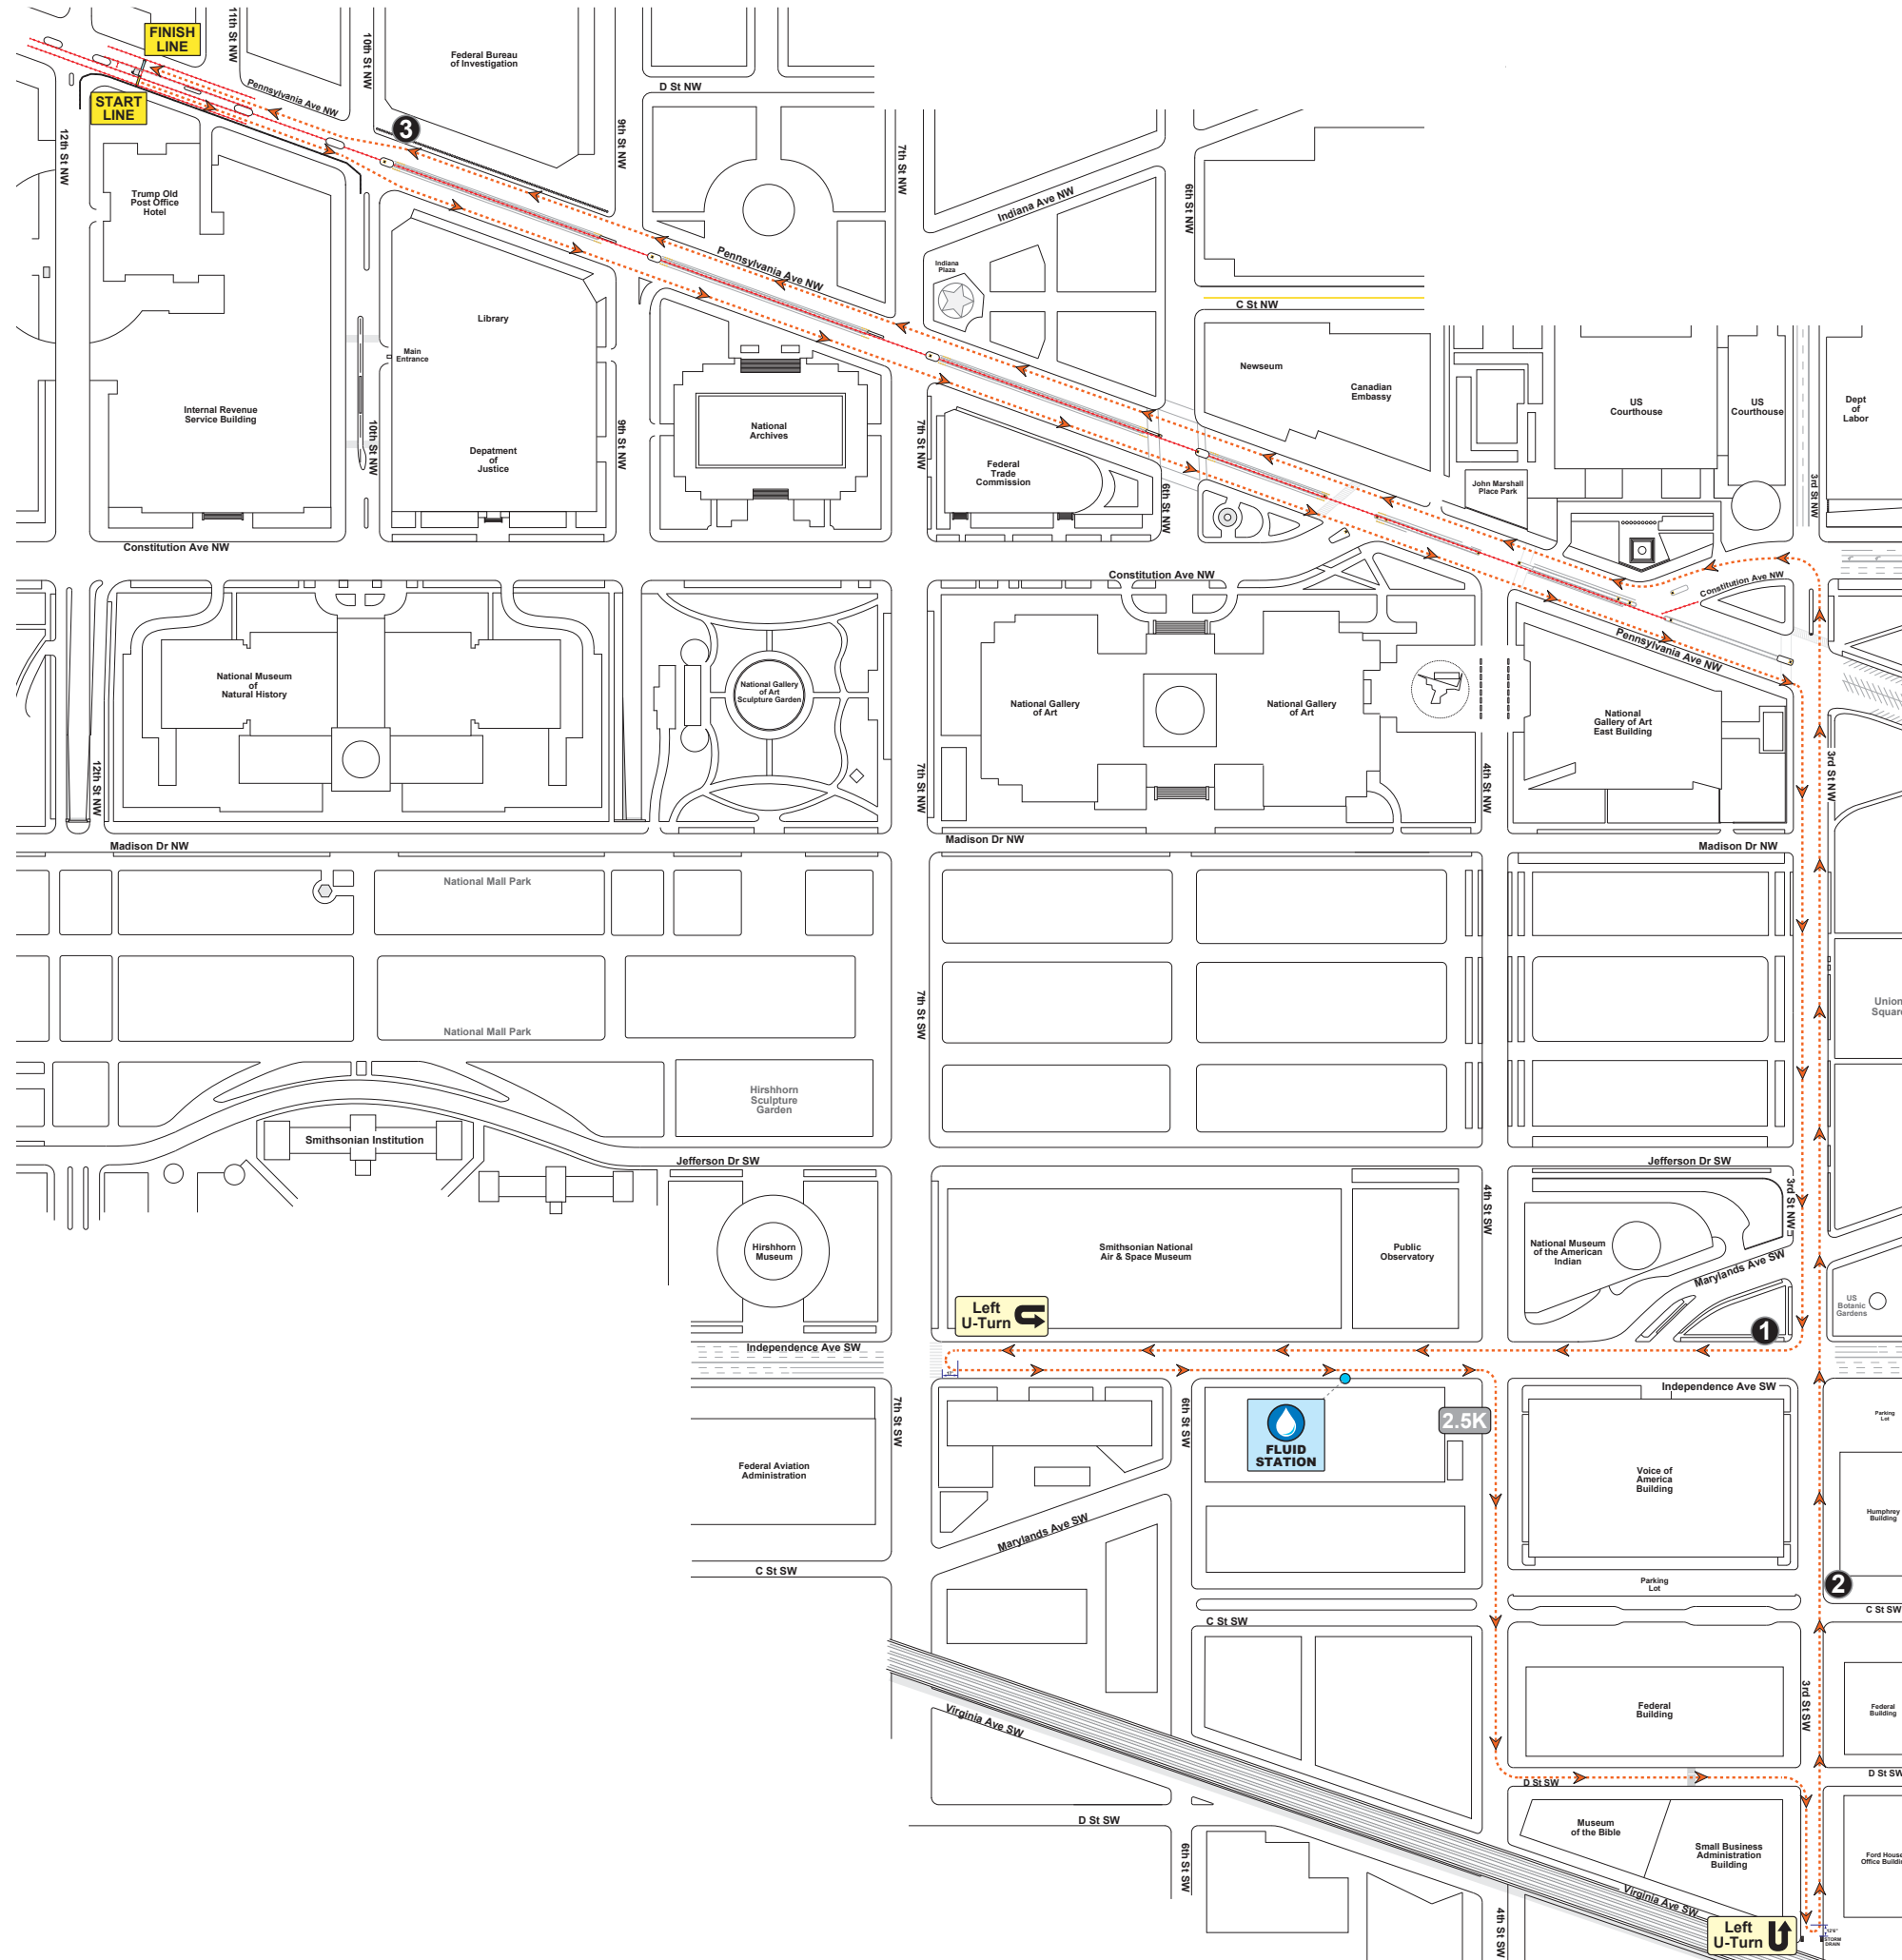 FINISH
LINE
11th St NW
10th St NW
Federal Bureau
of Investigation
D St NW
Pennsylvania Ave NW
START
LINE
3
12th St NW
9th St NW
7th St NW
6th St NW
Trump Old
Post Office
Hotel
Indiana Ave NW
Pennsylvania Ave NW
Indiana
Plaza
C St NW
Library
Main
Entrance
Newseum
Canadian
Embassy
US
Courthouse
US
Courthouse
Dept
of
Labor
Internal Revenue
Service Building
10th St NW
Depatment
of
Justice
9th St NW
National
Archives
7th St NW
Federal
Trade
Commission
6th St NW
John Marshall
Place Park
3rd St NW
Constitution Ave NW
Constitution Ave NW
Constitution Ave NW
Pennsylvania Ave NW
National Museum
of
Natural History
National Gallery
of Art
Sculpture Garden
National Gallery
of Art
National Gallery
of Art
National
Gallery of Art
East Building
12th St NW
7th St NW
4th St NW
3rd St NW
Madison Dr NW
Madison Dr NW
Madison Dr NW
National Mall Park
National Mall Park
7th St SW
Union
Square
Hirshhorn
Sculpture
Garden
Smithsonian Institution
Jefferson Dr SW
Jefferson Dr SW
4th St SW
3rd St NW
Hirshhorn
Museum
Smithsonian National
Air & Space Museum
Public
Observatory
National Museum
of the American
Indian
Marylands Ave SW
US
Botanic
Gardens
Left
U-Turn
1
Independence Ave SW
Independence Ave SW
7th St SW
6th St SW
FLUID
STATION
2.5K
Parking
Lot
Federal Aviation
Administration
Voice of
America
Building
Humphrey
Building
Marylands Ave SW
C St SW
Parking
Lot
2
C St SW
C St SW
Virginia Ave SW
Federal
Building
3rd St SW
Federal
Building
D St SW
D St SW
D St SW
6th St SW
Museum
of the Bible
Small Business
Administration
Building
Ford House
Office Buildi
Virginia Ave SW
4th St SW
Left
U-Turn
STORM
DRAIN